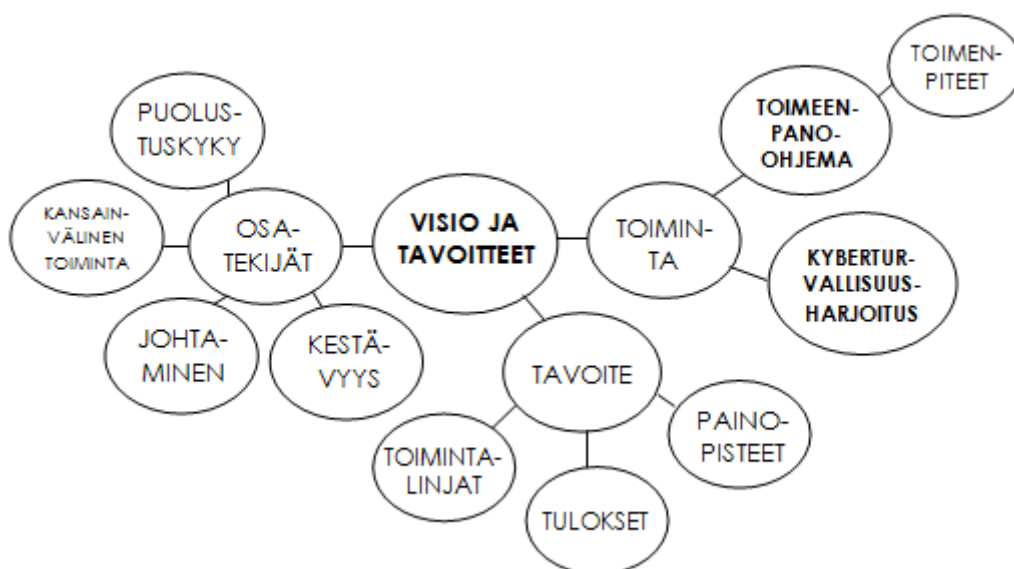 PUOLUS-
TUSKYKY
KANSAIN-
VÄLINEN
TOIMINTA
OSA-
TEKIJÄT
JOHTA-
MINEN
KESTÄ-
VYYS
VISIO JA
TAVOITTEET
TOIMIN-
TA
TOIMEEN-
PANO-
OHJEMA
TOIMEN-
PITEET
KYBERTUR-
VALLISUUS-
HARJOITUS
TAVOITE
TOIMINTA-
LINJAT
TULOKSET
PAINO-
PISTEET